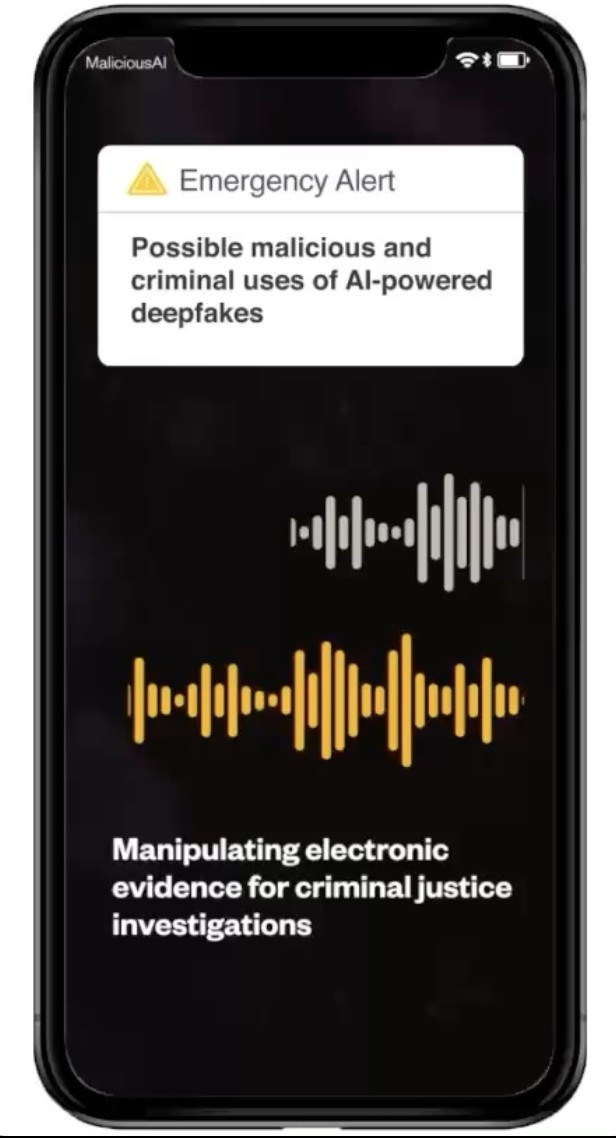 MaliciousAI
Emergency Alert
Possible malicious and
criminal uses of AI-powered
deepfakes
Manipulating electronic
evidence for criminal justice
investigations